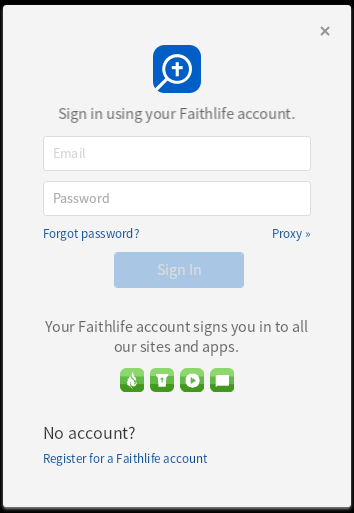 ×
Sign in using your Faithlife account.
Email
Password
Forgot password?
Proxy »
Sign In
Your Faithlife account signs you in to all
our sites and apps.
No account?
Register for a Faithlife account